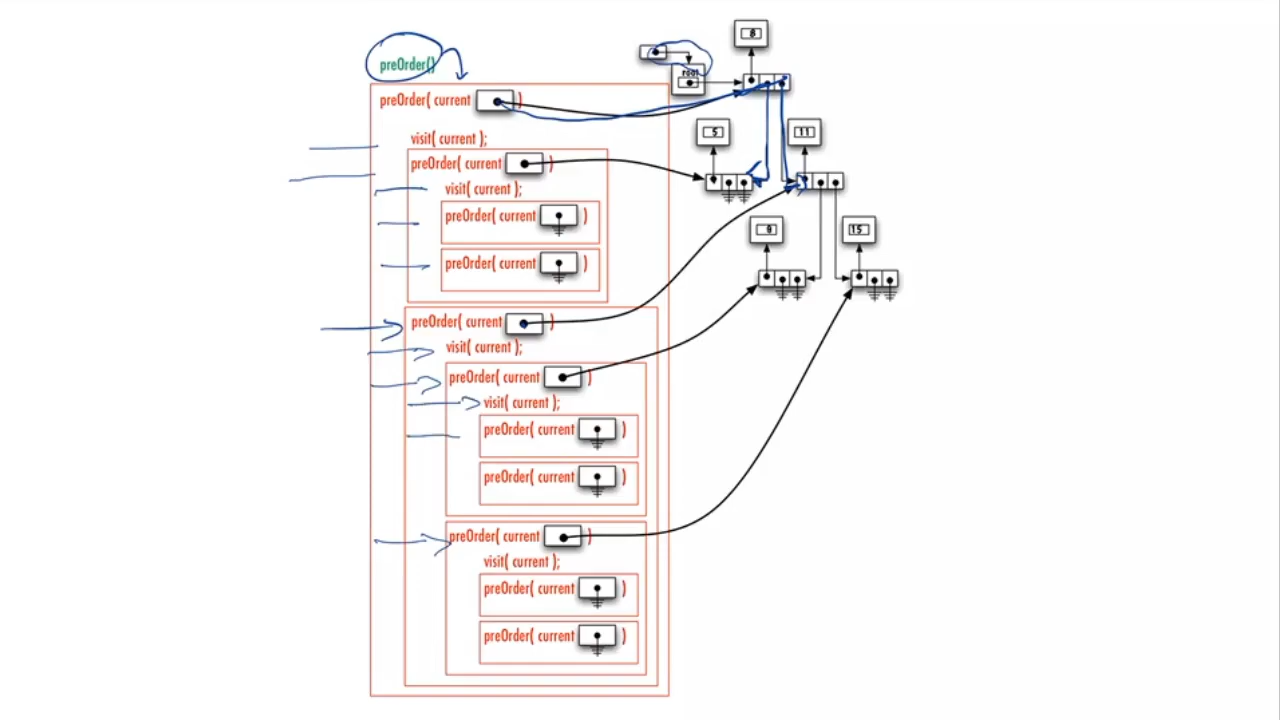 preOrder()
8
root
preOrder( current )
5
11
visit( current );
preOrder( current )
visit( current );
preOrder( current )
9
15
preOrder( current )
preOrder( current )
visit( current );
preOrder( current )
visit( current );
preOrder( current )
preOrder( current )
preOrder( current )
visit( current );
preOrder( current )
preOrder( current )